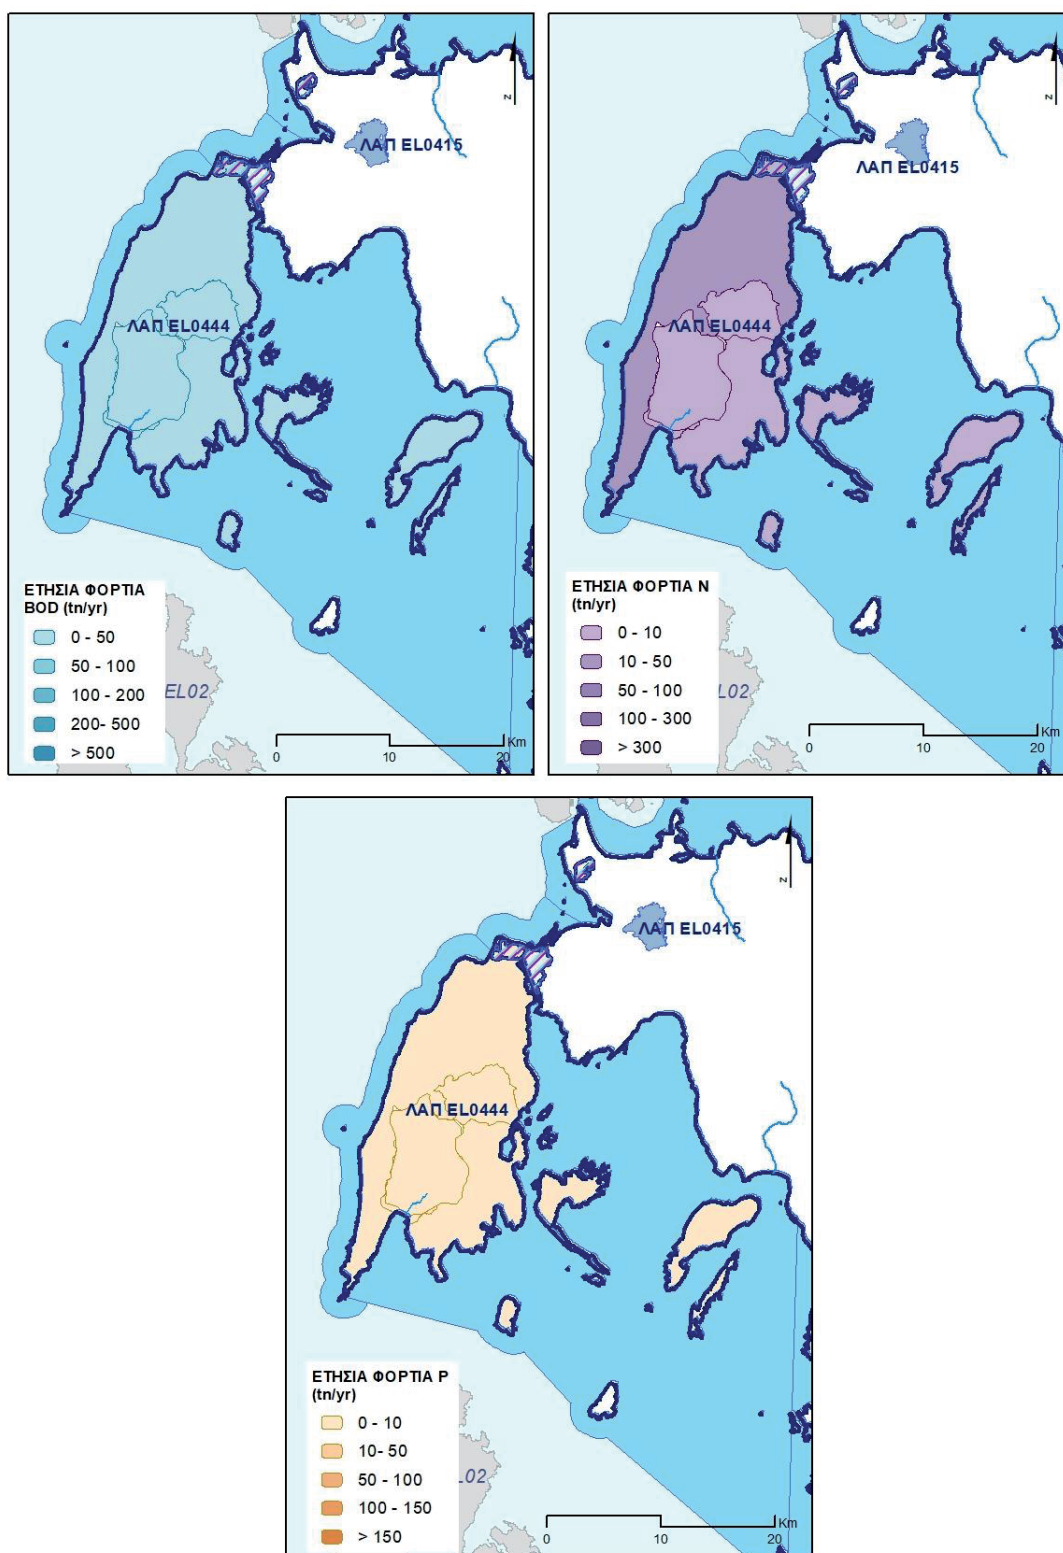 z
ΛΑΠ EL0415
ΛΑΠ EL0444
ΕΤΗΣΙΑ ΦΟΡΤΙΑ
BOD (tn/yr)
0 - 50
50 - 100
100 - 200
200- 500
> 500
EL02
Km
0 10 20
z
ΛΑΠ EL0415
ΛΑΠ EL0444
ΕΤΗΣΙΑ ΦΟΡΤΙΑ N
(tn/yr)
0 - 10
10 - 50
50 - 100
100 - 300
> 300
L02
Km
0 10 20
z
ΛΑΠ EL0415
ΛΑΠ EL0444
ΕΤΗΣΙΑ ΦΟΡΤΙΑ P
(tn/yr)
0 - 10
10- 50
50 - 100
100 - 150
> 150
L02
Km
0 10 20